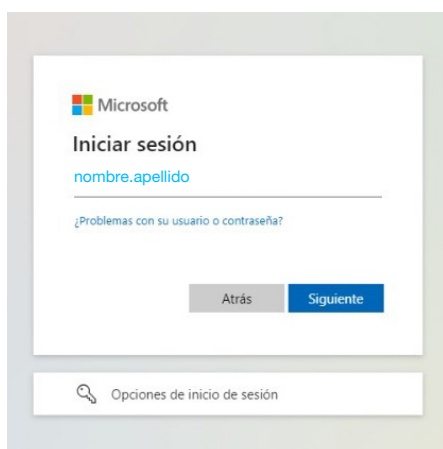 Microsoft
Iniciar sesión
nombre.apellido
¿Problemas con su usuario o contraseña?
Atrás Siguiente
Opciones de inicio de sesión